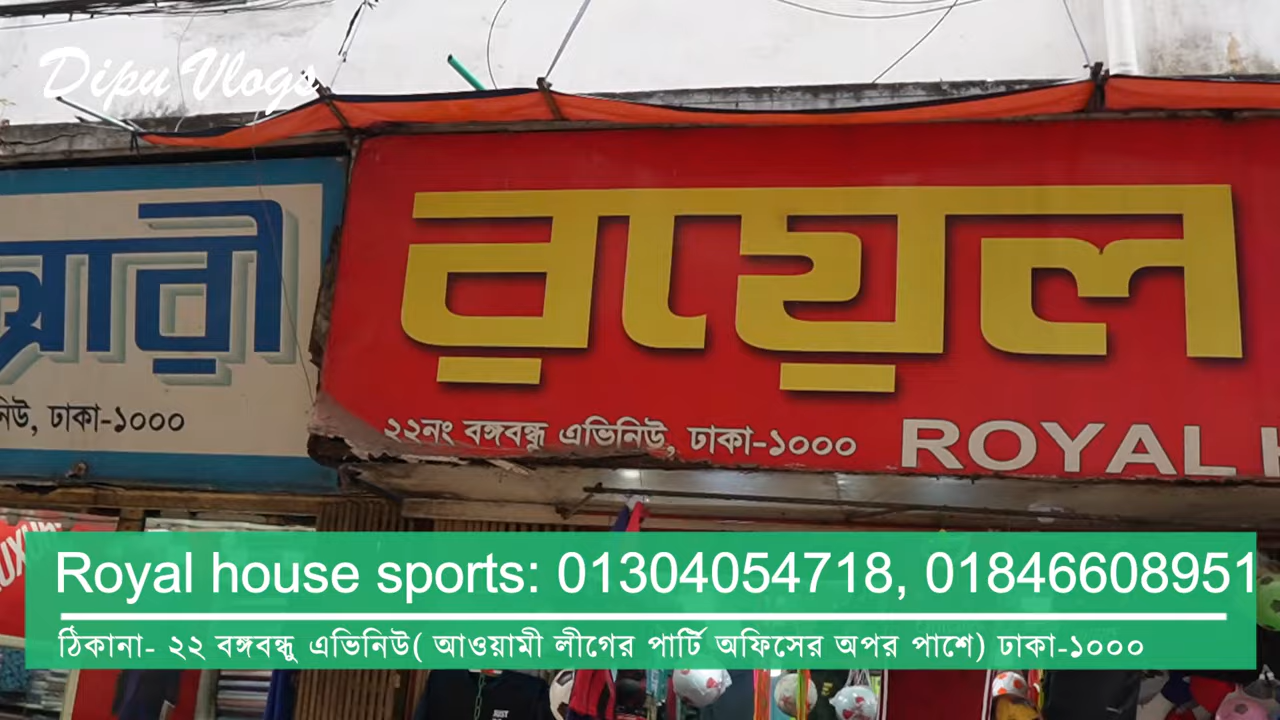 Dipu Vlogs
রয়েল
২২নং বঙ্গবন্ধু এভিনিউ, ঢাকা-১০০০
ROYAL
ঢাকা-১০০০
Royal house sports: 01304054718, 01846608951
ঠিকানা- ২২ বঙ্গবন্ধু এভিনিউ( আওয়ামী লীগের পার্টি অফিসের অপর পাশে) ঢাকা-১০০০
JUST